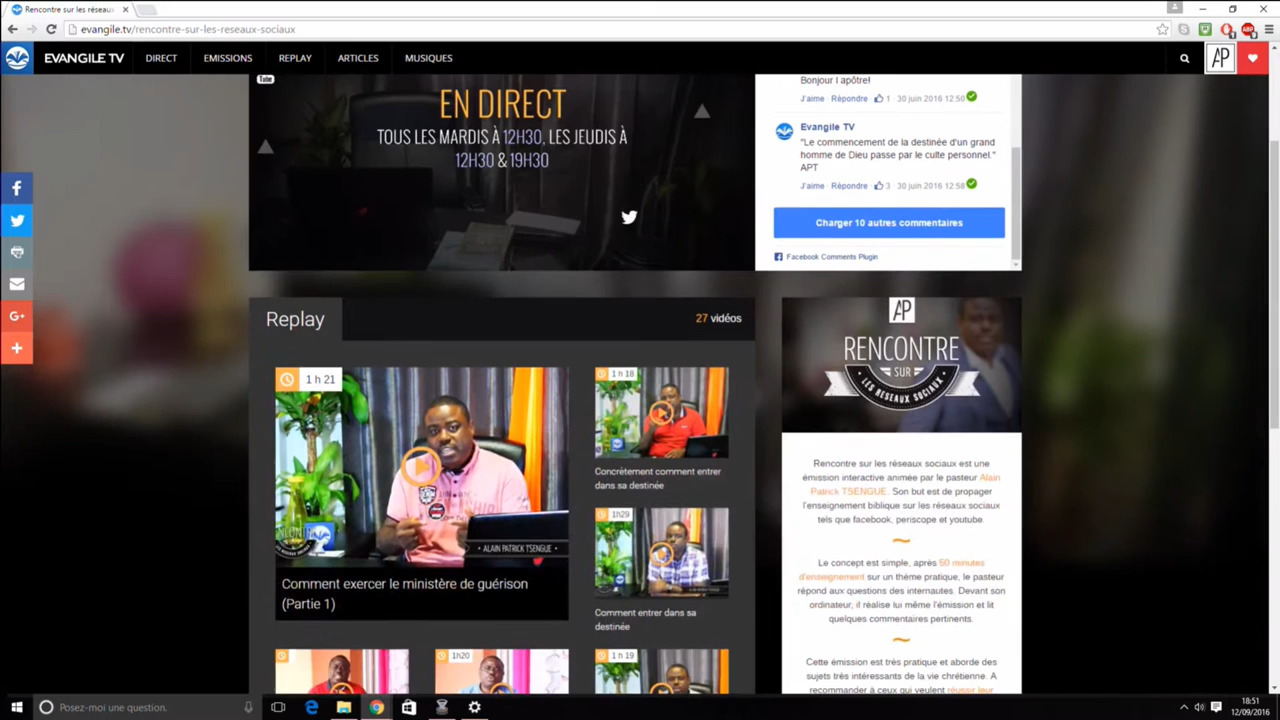 Rencontre sur les réseaux
evangile.tv/rencontre-sur-les-reseaux-sociaux
EVANGILE TV
DIRECT
EMISSIONS
REPLAY
ARTICLES
MUSIQUES
AP
Tube
EN DIRECT
TOUS LES MARDIS À 12H30, LES JEUDIS À
12H30 & 19H30
Bonjour l apôtre!
J'aime · Répondre · 1 · 30 juin 2016 12:50
Evangile TV
"Le commencement de la destinée d'un grand
homme de Dieu passe par le culte personnel."
APT
J'aime · Répondre · 3 · 30 juin 2016 12:58
Charger 10 autres commentaires
Facebook Comments Plugin
Replay
27 vidéos
1 h 21
ALAIN PATRICK TSENGUE
Comment exercer le ministère de guérison
(Partie 1)
1 h 18
Concrètement comment entrer
dans sa destinée
1h29
Comment entrer dans sa
destinée
1h20
1 h 19
AP
RENCONTRE
SUR
LES RESEAUX SOCIAUX
Rencontre sur les réseaux sociaux est une
émission interactive animée par le pasteur Alain
Patrick TSENGUE. Son but est de propager
l'enseignement biblique sur les réseaux sociaux
tels que facebook, periscope et youtube.
Le concept est simple, après 50 minutes
d'enseignement sur un thème pratique, le pasteur
répond aux questions des internautes. Devant son
ordinateur, il réalise lui même l'émission et lit
quelques commentaires pertinents.
Cette émission est très pratique et aborde des
sujets très intéressants de la vie chrétienne. A
recommander à ceux qui veulent réussir leur
Posez-moi une question.
18:51
12/09/2016